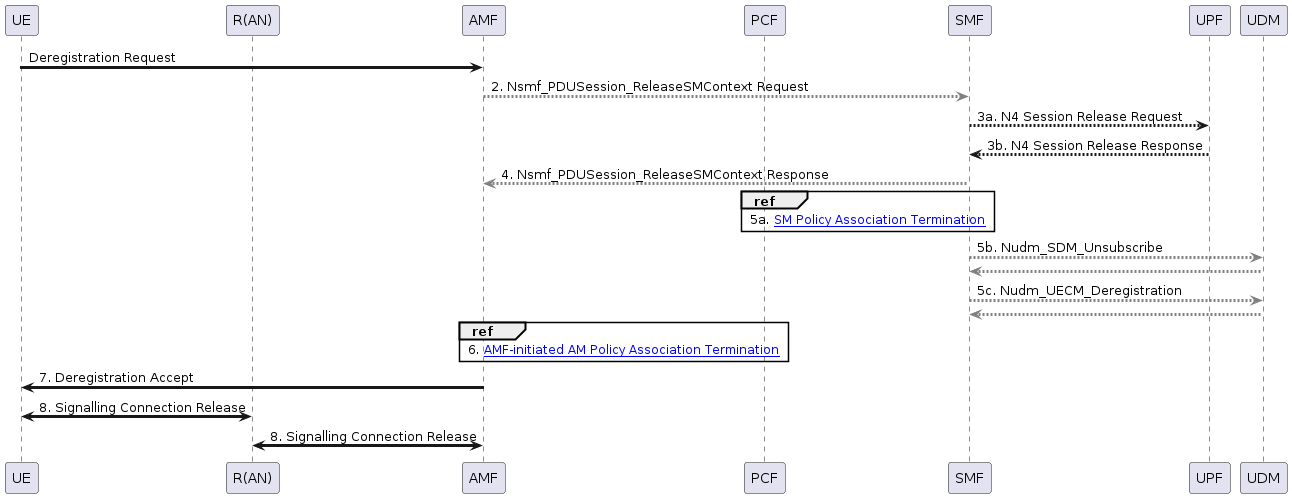 UE R(AN) AMF PCF SMF UPF UDM
Deregistration Request
2. Nsmf_PDUSession_ReleaseSMContext Request
3a. N4 Session Release Request
3b. N4 Session Release Response
4. Nsmf_PDUSession_ReleaseSMContext Response
ref
5a. SM Policy Association Termination
5b. Nudm_SDM_Unsubscribe
5c. Nudm_UECM_Deregistration
ref
6. AMF-initiated AM Policy Association Termination
7. Deregistration Accept
8. Signalling Connection Release
8. Signalling Connection Release
UE R(AN) AMF PCF SMF UPF UDM